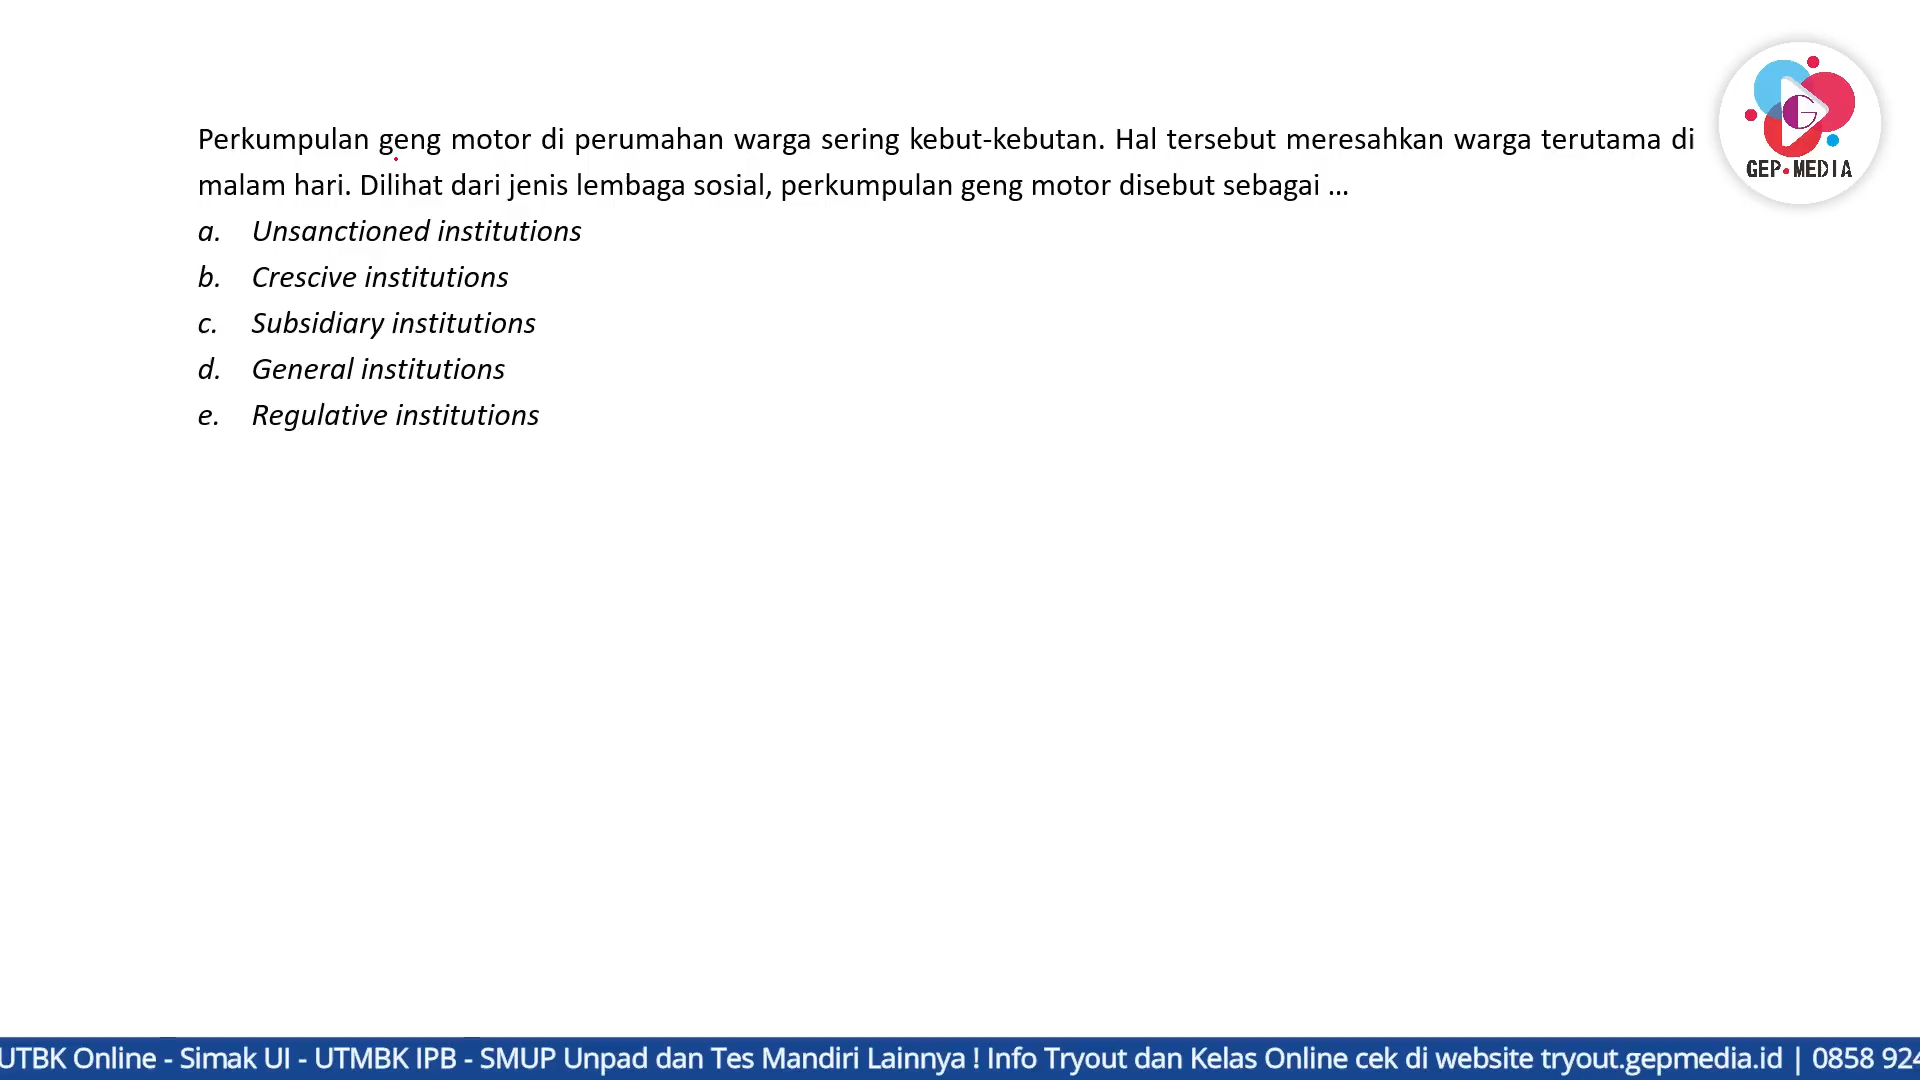 Perkumpulan geng motor di perumahan warga sering kebut-kebutan. Hal tersebut meresahkan warga terutama di
malam hari. Dilihat dari jenis lembaga sosial, perkumpulan geng motor disebut sebagai ...
a. Unsanctioned institutions
b. Crescive institutions
c. Subsidiary institutions
d. General institutions
e. Regulative institutions
G
GEP•MEDIA
UTBK Online - Simak UI - UTMBK IPB - SMUP Unpad dan Tes Mandiri Lainnya ! Info Tryout dan Kelas Online cek di website tryout.gepmedia.id | 0858 924